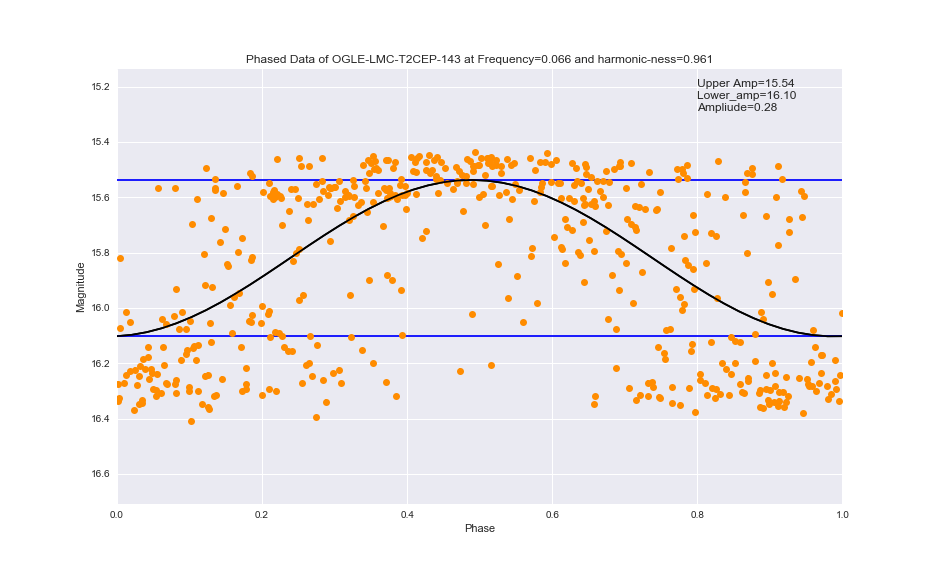 Phased Data of OGLE-LMC-T2CEP-143 at Frequency=0.066 and harmonic-ness=0.961
Upper Amp=15.54
Lower_amp=16.10
Ampliude=0.28
15.2
15.4
15.6
15.8
16.0
16.2
16.4
16.6
Magnitude
0.0
0.2
0.4
0.6
0.8
1.0
Phase